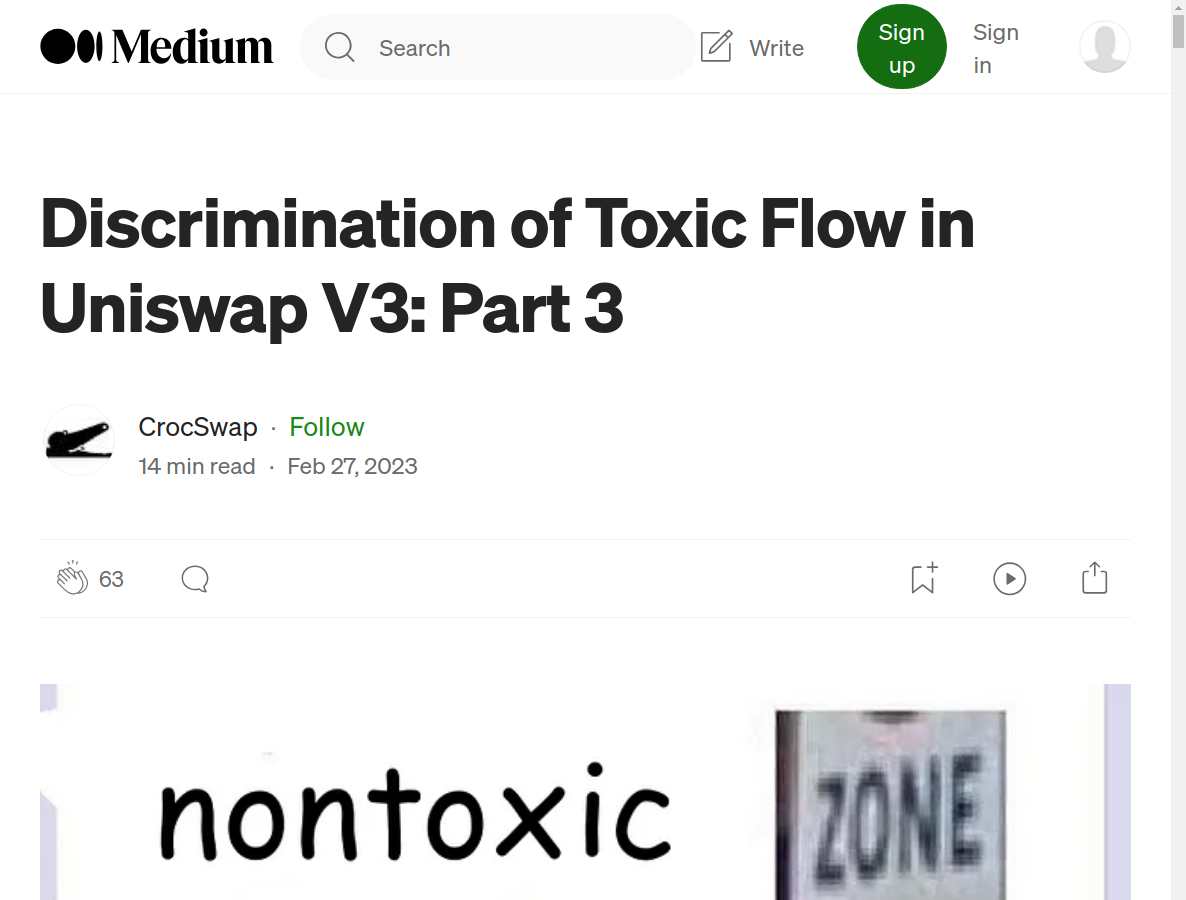 Medium
Search
Write
Sign up
Sign in
Discrimination of Toxic Flow in
Uniswap V3: Part 3
CrocSwap · Follow
14 min read · Feb 27, 2023
63
nontoxic
ZONE